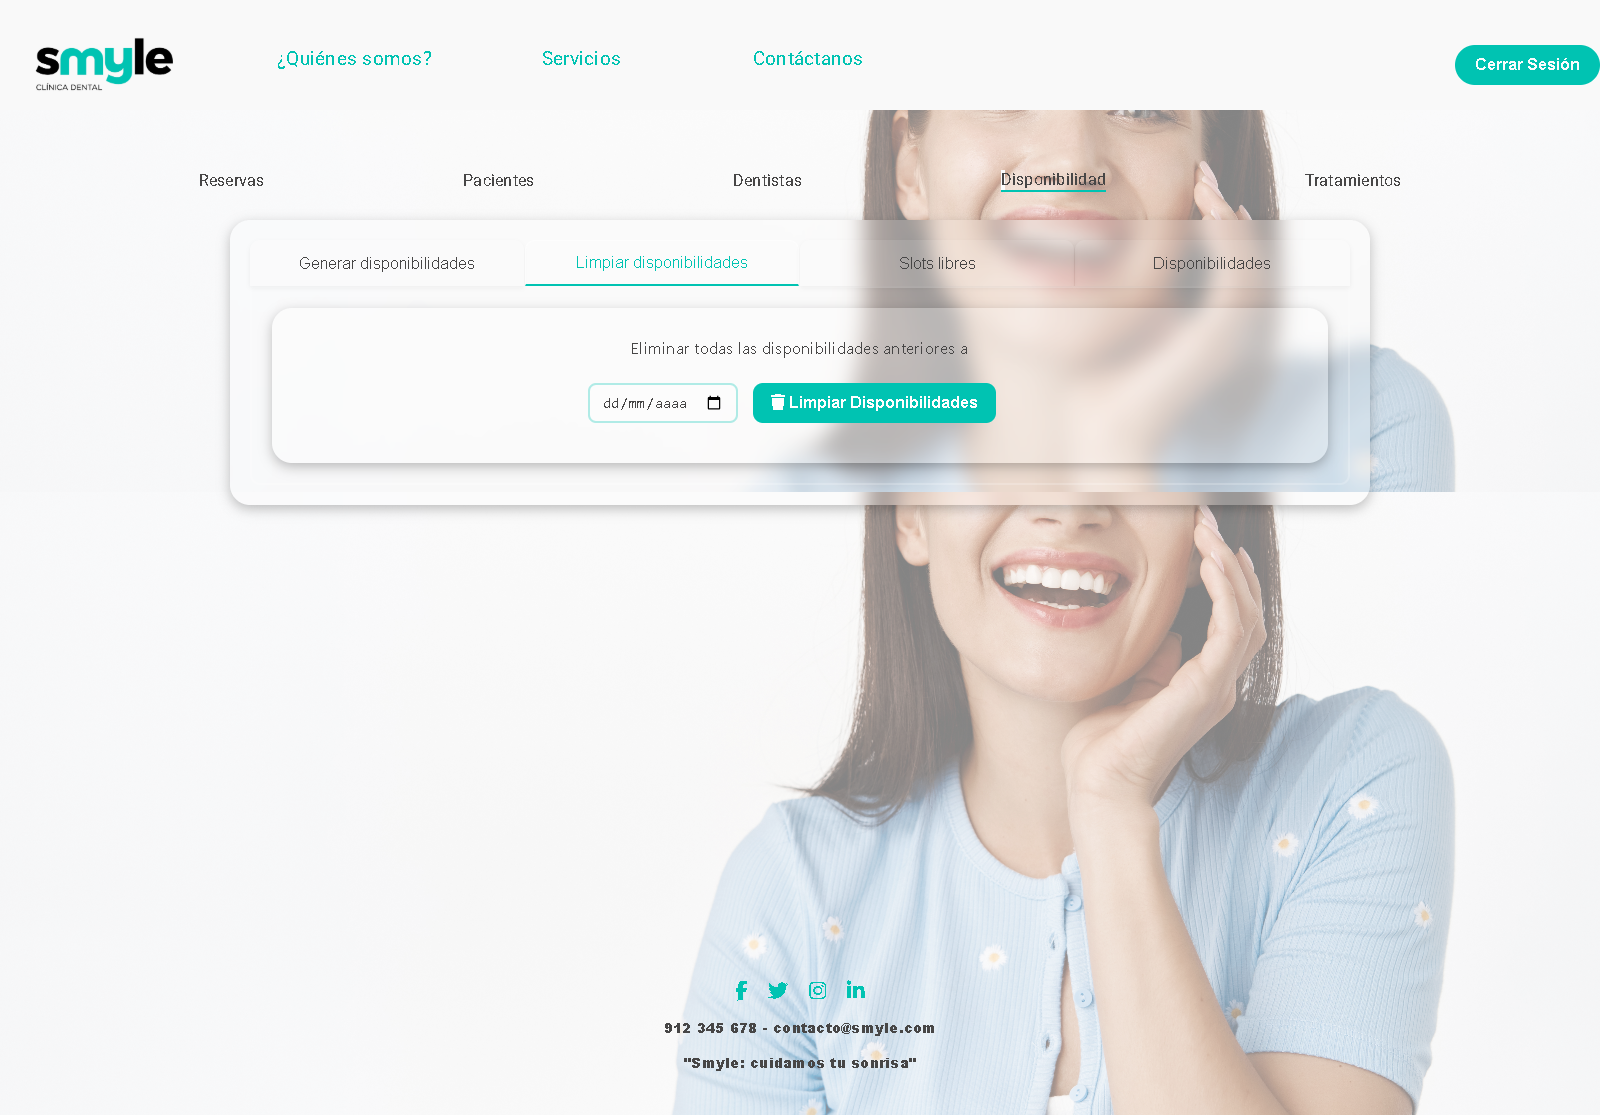 smyle
CLÍNICA DENTAL
¿Quiénes somos?
Servicios
Contáctanos
Cerrar Sesión
Reservas
Pacientes
Dentistas
Disponibilidad
Tratamientos
Generar disponibilidades
Limpiar disponibilidades
Slots libres
Disponibilidades
Eliminar todas las disponibilidades anteriores a
dd/mm/aaaa
Limpiar Disponibilidades
912 345 678 - contacto@smyle.com
"Smyle: cuidamos tu sonrisa"